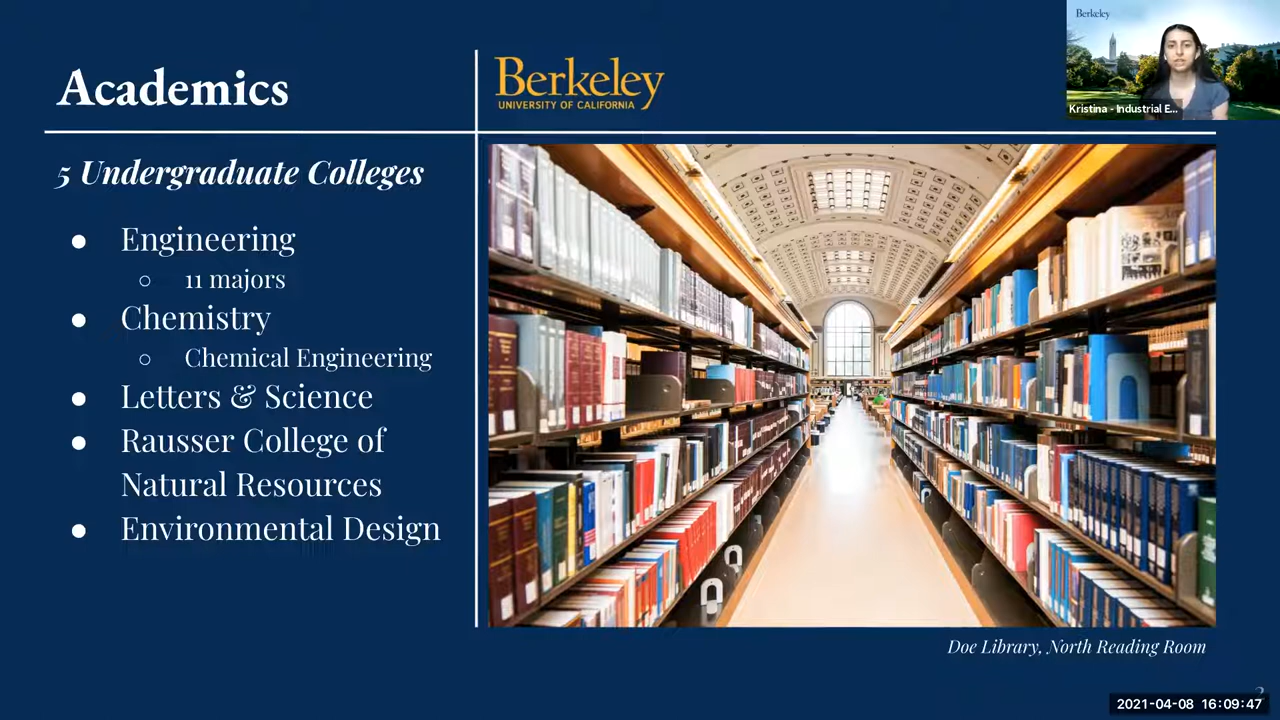 Academics
Berkeley
UNIVERSITY OF CALIFORNIA
Berkeley
Kristina - Industrial E...
5 Undergraduate Colleges
● Engineering
○ 11 majors
● Chemistry
○ Chemical Engineering
● Letters & Science
● Rausser College of
Natural Resources
● Environmental Design
Doe Library, North Reading Room
2021-04-08 16:09:47